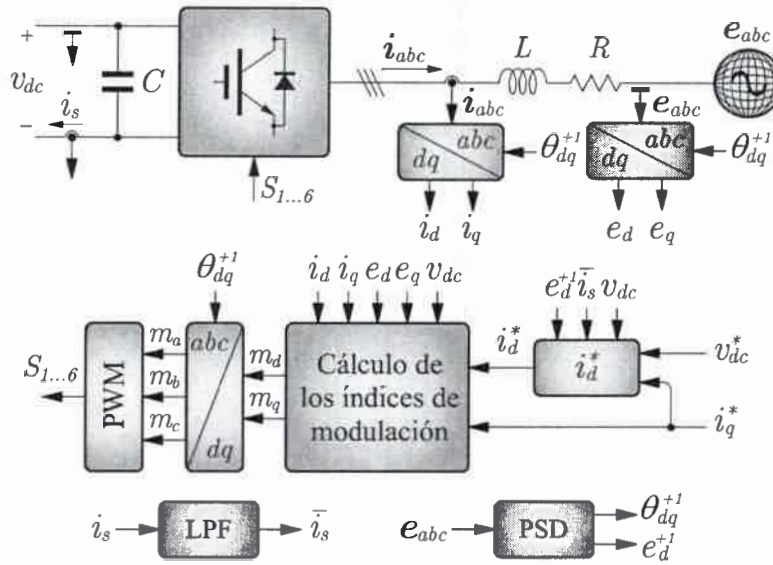 +
v_dc
−
i_s
C
S_1...6
i_abc
i_abc
L
R
e_abc
e_abc
abc
dq
θ_dq^+1
abc
dq
θ_dq^+1
i_d
i_q
e_d
e_q
θ_dq^+1
i_d i_q e_d e_q v_dc
e_d^+1 i̅_s v_dc
S_1...6
PWM
m_a
m_b
m_c
abc
dq
m_d
m_q
Cálculo de
los índices de
modulación
i_d^*
i_d^*
v_dc^*
i_q^*
i_s
LPF
i̅_s
e_abc
PSD
θ_dq^+1
e_d^+1